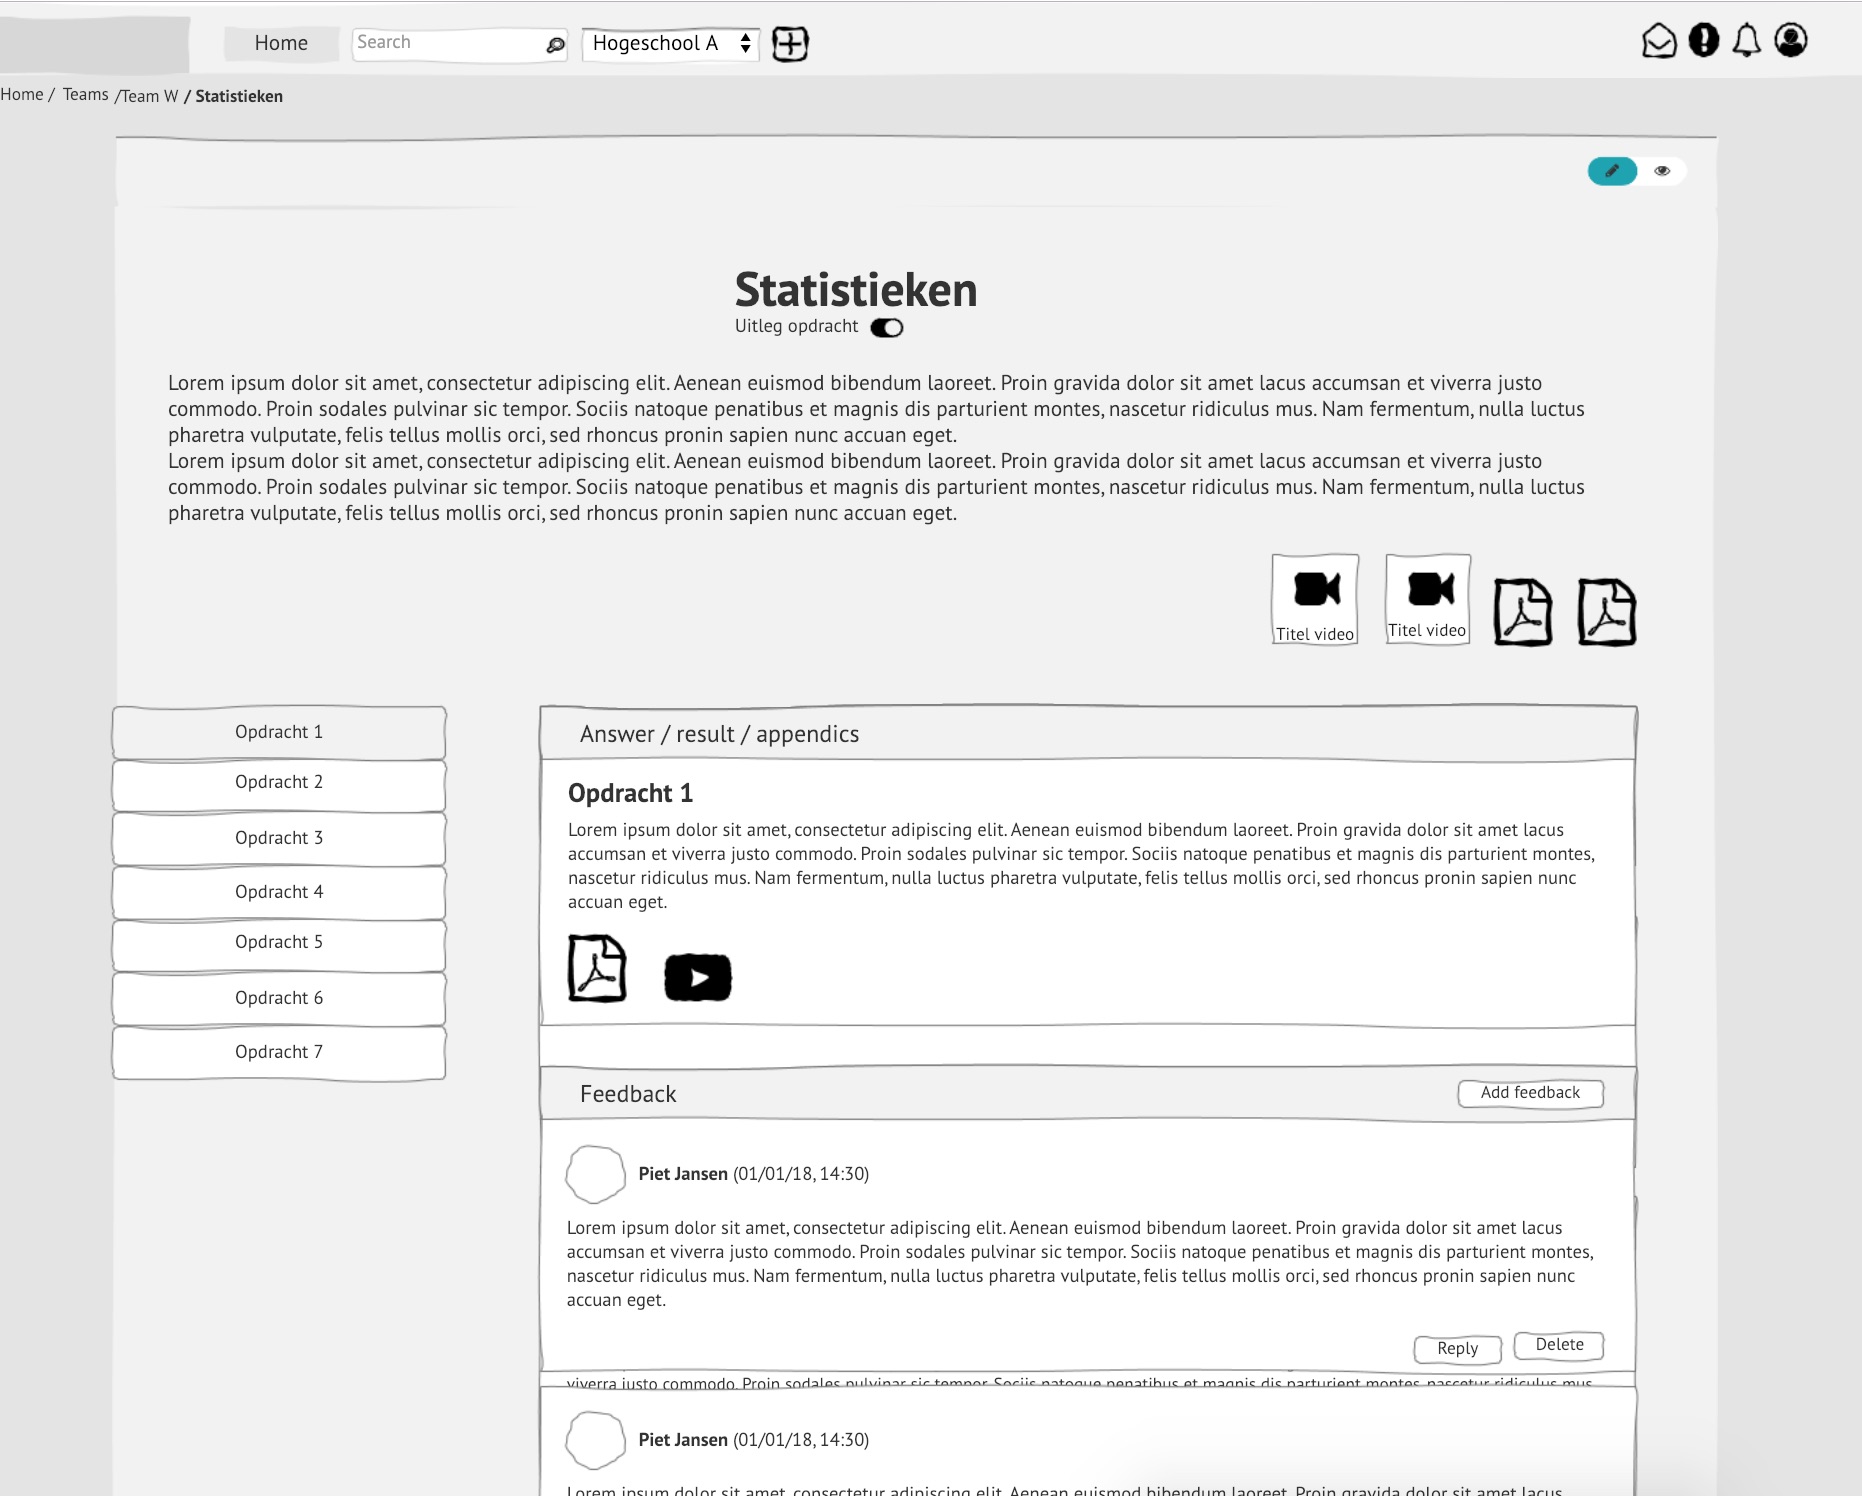 Home
Search
Hogeschool A
Home / Teams /Team W / Statistieken
Statistieken
Uitleg opdracht
Lorem ipsum dolor sit amet, consectetur adipiscing elit. Aenean euismod bibendum laoreet. Proin gravida dolor sit amet lacus accumsan et viverra justo
commodo. Proin sodales pulvinar sic tempor. Sociis natoque penatibus et magnis dis parturient montes, nascetur ridiculus mus. Nam fermentum, nulla luctus
pharetra vulputate, felis tellus mollis orci, sed rhoncus pronin sapien nunc accuan eget.
Lorem ipsum dolor sit amet, consectetur adipiscing elit. Aenean euismod bibendum laoreet. Proin gravida dolor sit amet lacus accumsan et viverra justo
commodo. Proin sodales pulvinar sic tempor. Sociis natoque penatibus et magnis dis parturient montes, nascetur ridiculus mus. Nam fermentum, nulla luctus
pharetra vulputate, felis tellus mollis orci, sed rhoncus pronin sapien nunc accuan eget.
Titel video
Titel video
Opdracht 1
Opdracht 2
Opdracht 3
Opdracht 4
Opdracht 5
Opdracht 6
Opdracht 7
Answer / result / appendics
Opdracht 1
Lorem ipsum dolor sit amet, consectetur adipiscing elit. Aenean euismod bibendum laoreet. Proin gravida dolor sit amet lacus
accumsan et viverra justo commodo. Proin sodales pulvinar sic tempor. Sociis natoque penatibus et magnis dis parturient montes,
nascetur ridiculus mus. Nam fermentum, nulla luctus pharetra vulputate, felis tellus mollis orci, sed rhoncus pronin sapien nunc
accuan eget.
Feedback
Add feedback
Piet Jansen (01/01/18, 14:30)
Lorem ipsum dolor sit amet, consectetur adipiscing elit. Aenean euismod bibendum laoreet. Proin gravida dolor sit amet lacus
accumsan et viverra justo commodo. Proin sodales pulvinar sic tempor. Sociis natoque penatibus et magnis dis parturient montes,
nascetur ridiculus mus. Nam fermentum, nulla luctus pharetra vulputate, felis tellus mollis orci, sed rhoncus pronin sapien nunc
accuan eget.
Reply
Delete
viverra justo commodo. Proin sodales pulvinar sic tempor. Sociis natoque penatibus et magnis dis parturient montes, nascetur ridiculus mus.
Piet Jansen (01/01/18, 14:30)
Lorem ipsum dolor sit amet, consectetur adipiscing elit. Aenean euismod bibendum laoreet. Proin gravida dolor sit amet lacus